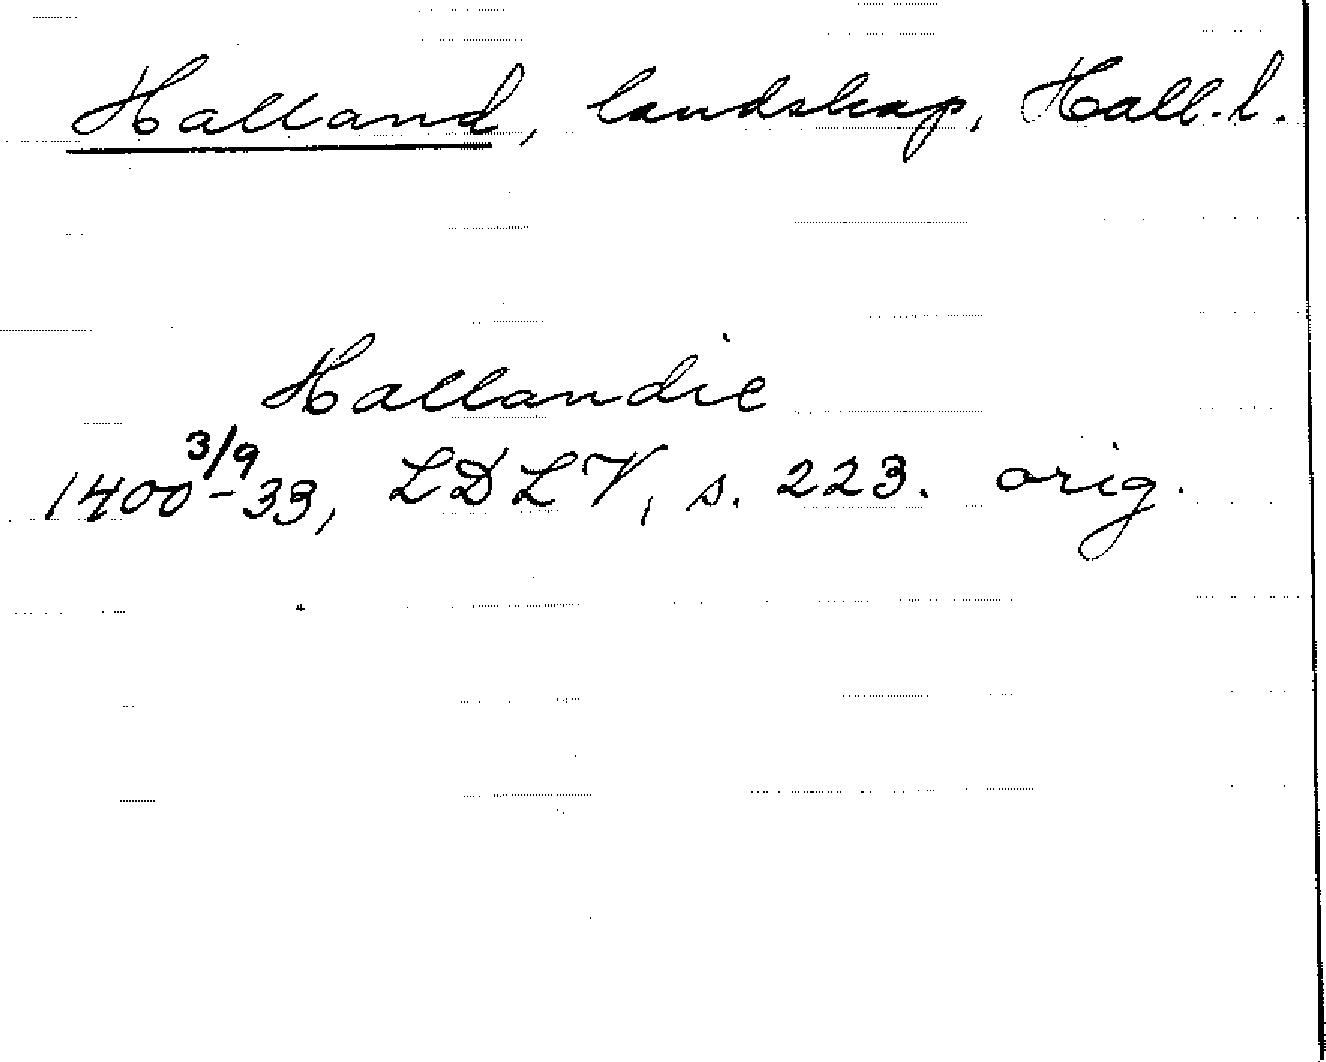 Halland, landskap, Hall. l.
Hallandie
1400 3/9 -33, LDLV, s. 223. orig.